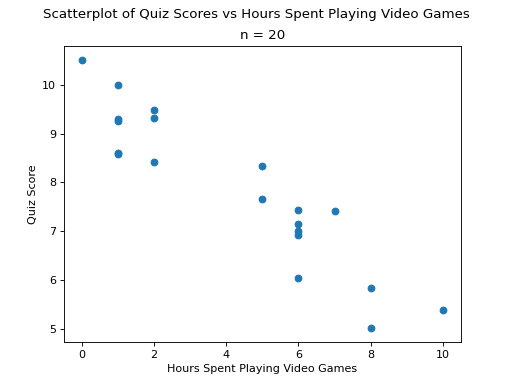 Scatterplot of Quiz Scores vs Hours Spent Playing Video Games
n = 20
10
9
8
7
6
5
Quiz Score
0 2 4 6 8 10
Hours Spent Playing Video Games